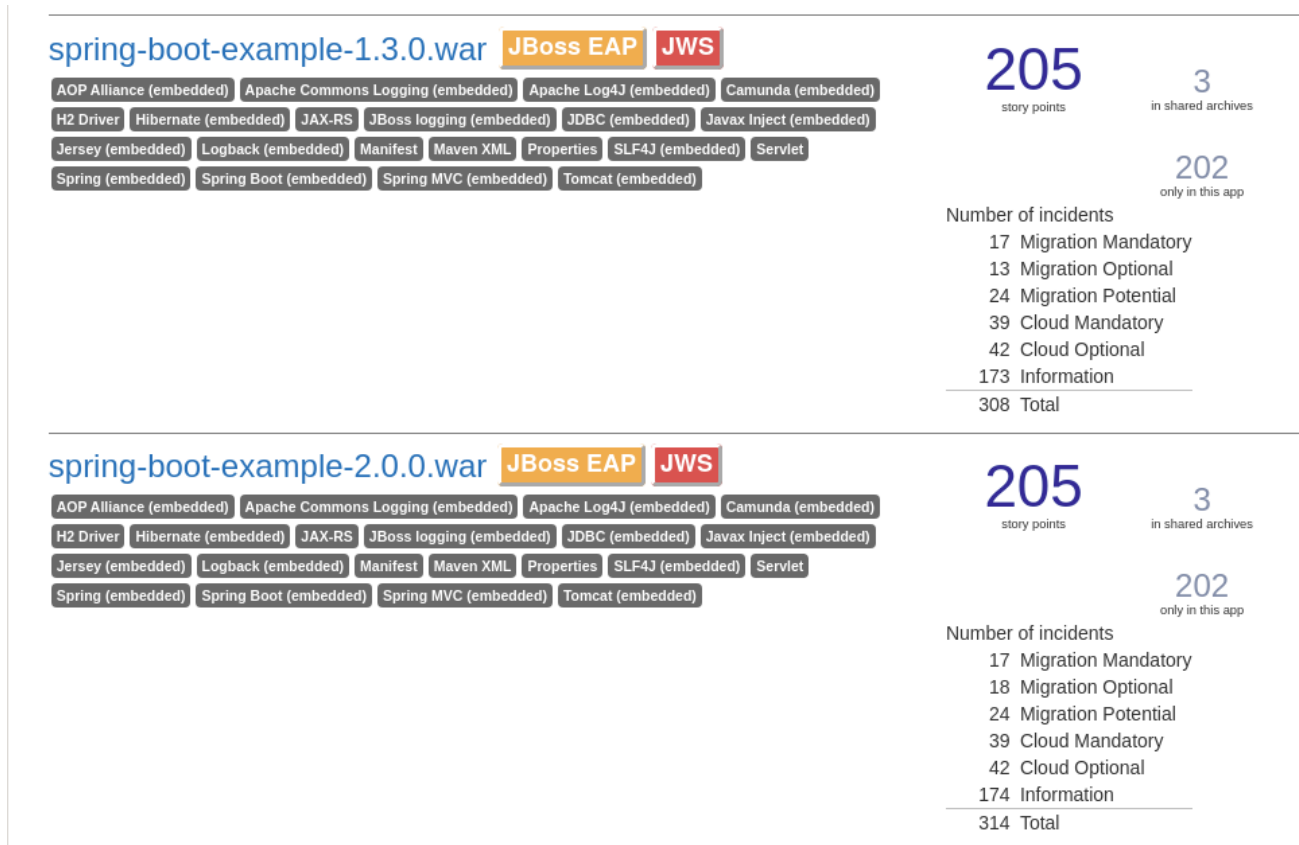 spring-boot-example-1.3.0.war JBoss EAP JWS
AOP Alliance (embedded) Apache Commons Logging (embedded) Apache Log4J (embedded) Camunda (embedded)
H2 Driver Hibernate (embedded) JAX-RS JBoss logging (embedded) JDBC (embedded) Javax Inject (embedded)
Jersey (embedded) Logback (embedded) Manifest Maven XML Properties SLF4J (embedded) Servlet
Spring (embedded) Spring Boot (embedded) Spring MVC (embedded) Tomcat (embedded)
205
story points
3
in shared archives
202
only in this app
Number of incidents
17 Migration Mandatory
13 Migration Optional
24 Migration Potential
39 Cloud Mandatory
42 Cloud Optional
173 Information
308 Total
spring-boot-example-2.0.0.war JBoss EAP JWS
AOP Alliance (embedded) Apache Commons Logging (embedded) Apache Log4J (embedded) Camunda (embedded)
H2 Driver Hibernate (embedded) JAX-RS JBoss logging (embedded) JDBC (embedded) Javax Inject (embedded)
Jersey (embedded) Logback (embedded) Manifest Maven XML Properties SLF4J (embedded) Servlet
Spring (embedded) Spring Boot (embedded) Spring MVC (embedded) Tomcat (embedded)
205
story points
3
in shared archives
202
only in this app
Number of incidents
17 Migration Mandatory
18 Migration Optional
24 Migration Potential
39 Cloud Mandatory
42 Cloud Optional
174 Information
314 Total